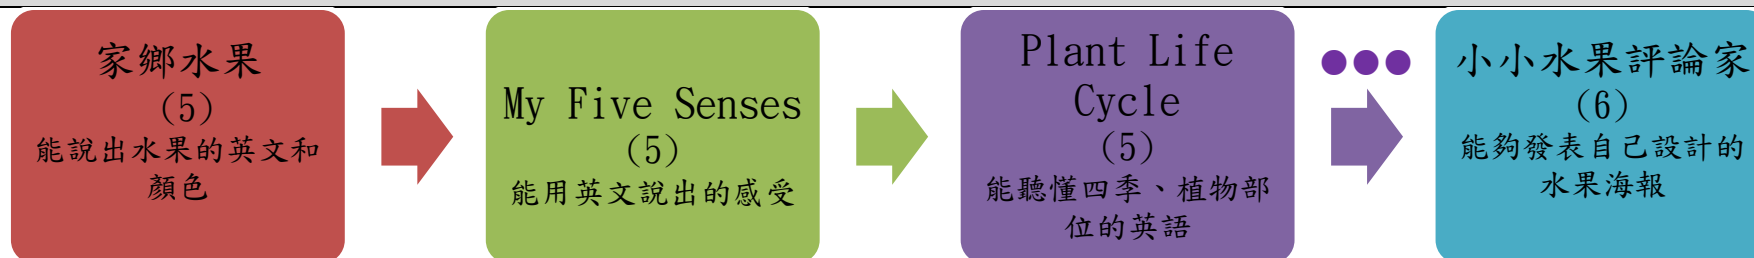 家鄉水果
(5)
能說出水果的英文和
顏色
My Five Senses
(5)
能用英文說出的感受
Plant Life
Cycle
(5)
能聽懂四季、植物部
位的英語
小小水果評論家
(6)
能夠發表自己設計的
水果海報